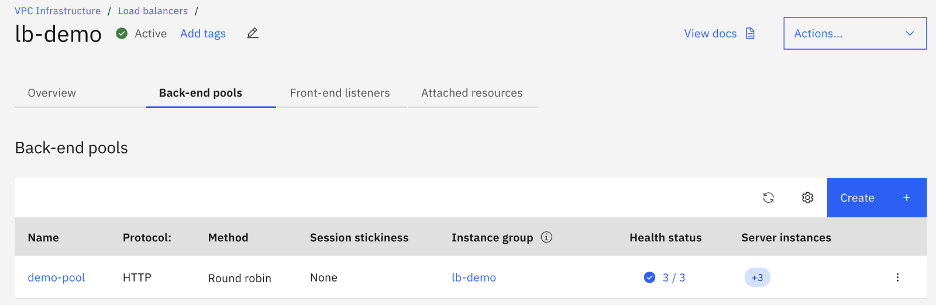 VPC Infrastructure / Load balancers /
lb-demo Active Add tags View docs Actions...
Overview Back-end pools Front-end listeners Attached resources
Back-end pools
Create +
Name Protocol: Method Session stickiness Instance group Health status Server instances
demo-pool HTTP Round robin None lb-demo 3 / 3 +3